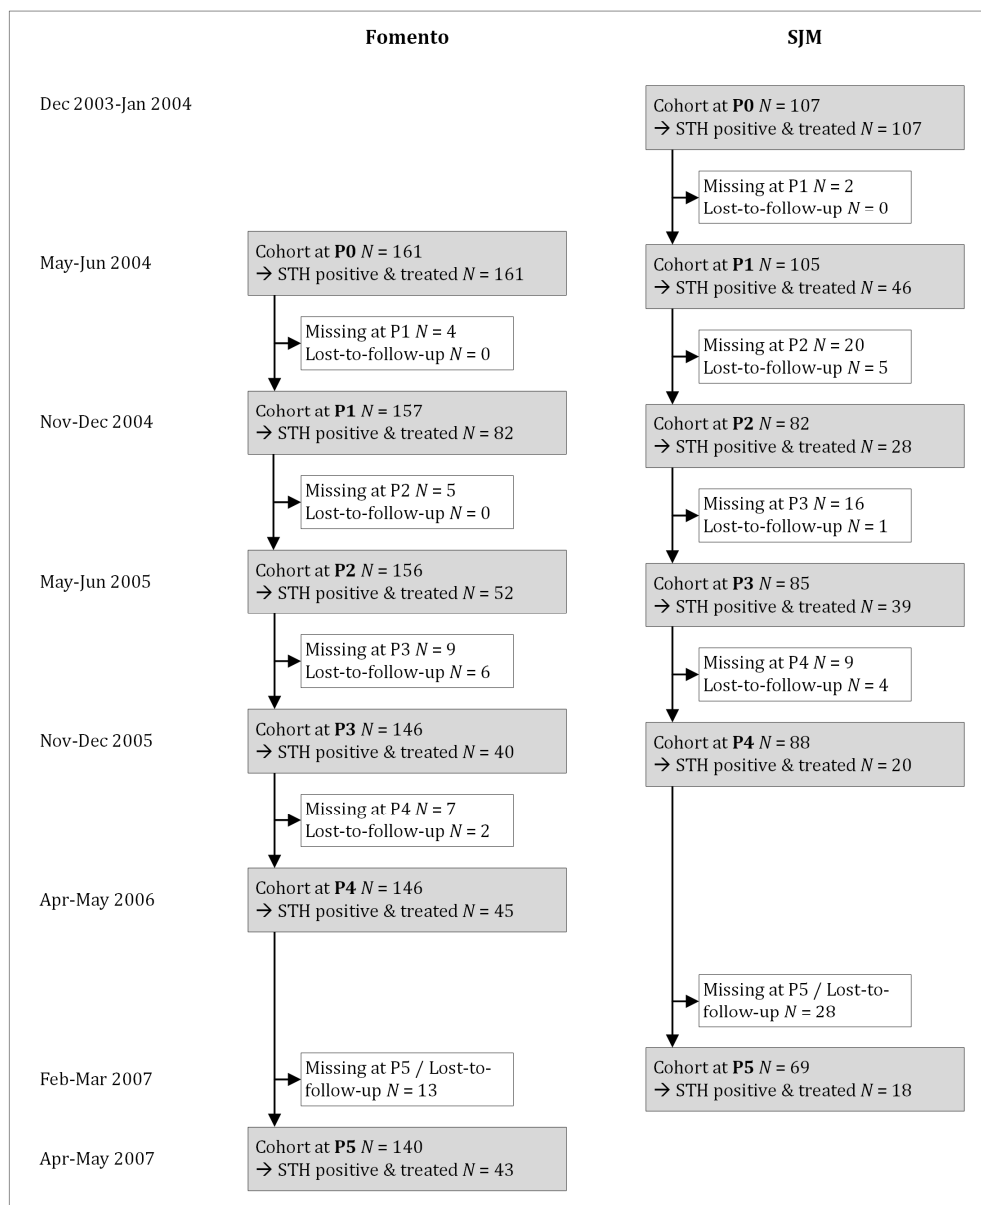 Fomento
SJM
Dec 2003-Jan 2004
Cohort at P0 N = 107
→ STH positive & treated N = 107
Missing at P1 N = 2
Lost-to-follow-up N = 0
May-Jun 2004
Cohort at P0 N = 161
→ STH positive & treated N = 161
Cohort at P1 N = 105
→ STH positive & treated N = 46
Missing at P1 N = 4
Lost-to-follow-up N = 0
Missing at P2 N = 20
Lost-to-follow-up N = 5
Nov-Dec 2004
Cohort at P1 N = 157
→ STH positive & treated N = 82
Cohort at P2 N = 82
→ STH positive & treated N = 28
Missing at P2 N = 5
Lost-to-follow-up N = 0
Missing at P3 N = 16
Lost-to-follow-up N = 1
May-Jun 2005
Cohort at P2 N = 156
→ STH positive & treated N = 52
Cohort at P3 N = 85
→ STH positive & treated N = 39
Missing at P3 N = 9
Lost-to-follow-up N = 6
Missing at P4 N = 9
Lost-to-follow-up N = 4
Nov-Dec 2005
Cohort at P3 N = 146
→ STH positive & treated N = 40
Cohort at P4 N = 88
→ STH positive & treated N = 20
Missing at P4 N = 7
Lost-to-follow-up N = 2
Apr-May 2006
Cohort at P4 N = 146
→ STH positive & treated N = 45
Missing at P5 / Lost-to-
follow-up N = 28
Feb-Mar 2007
Missing at P5 / Lost-to-
follow-up N = 13
Cohort at P5 N = 69
→ STH positive & treated N = 18
Apr-May 2007
Cohort at P5 N = 140
→ STH positive & treated N = 43